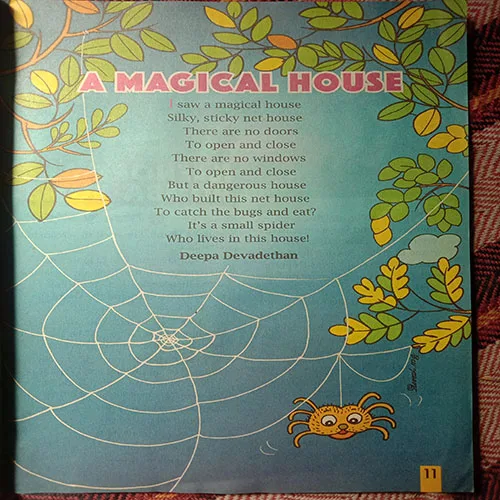 A MAGICAL HOUSE
I saw a magical house
Silky, sticky net house
There are no doors
To open and close
There are no windows
To open and close
But a dangerous house
Who built this net house
To catch the bugs and eat?
It's a small spider
Who lives in this house!
Deepa Devadethan
11